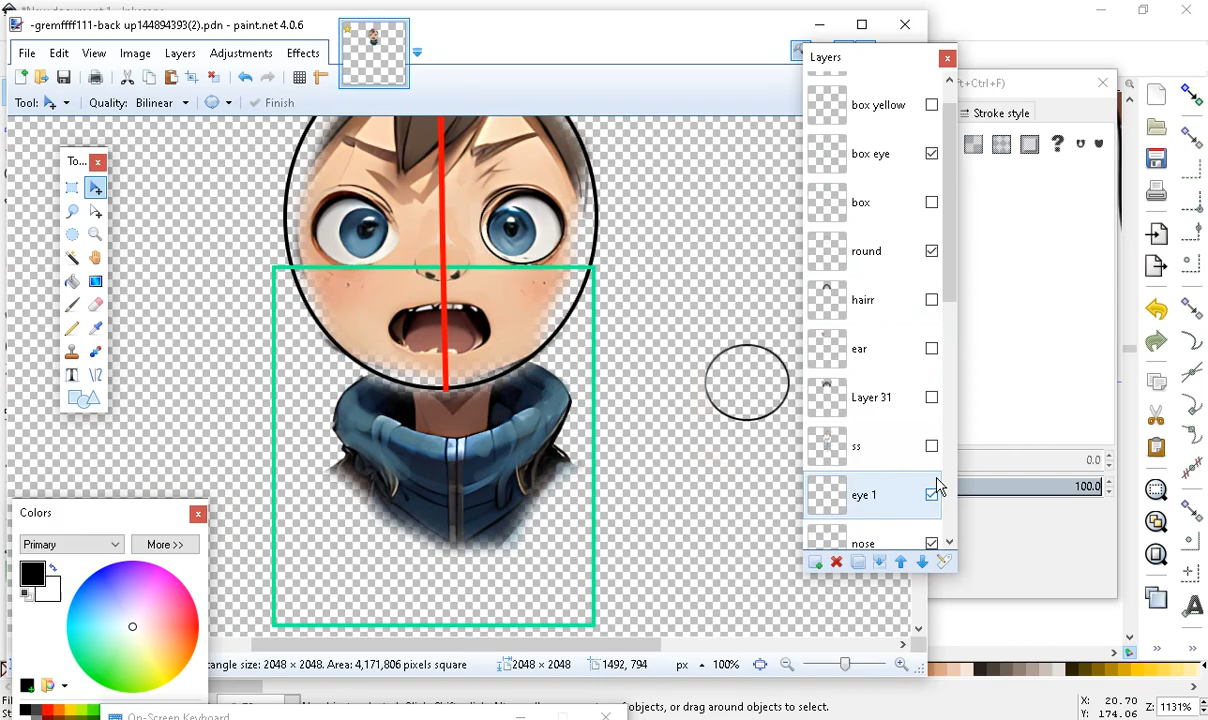 -gremffff111-back up144894393(2).pdn - paint.net 4.0.6
File Edit View Image Layers Adjustments Effects
Tool: Quality: Bilinear Finish
Layers
t+Ctrl+F)
Stroke style
box yellow
box eye
box
round
hairr
ear
Layer 31
ss
eye 1
nose
To...
0.0
100.0
Colors
Primary More >>
tangle size: 2048 × 2048. Area: 4,171,806 pixels square 2048 × 2048 1492, 794 px 100%
On-Screen Keyboard
objects, or drag around objects to select.
X: 20.70
Y: 174.06
Z: 1131%